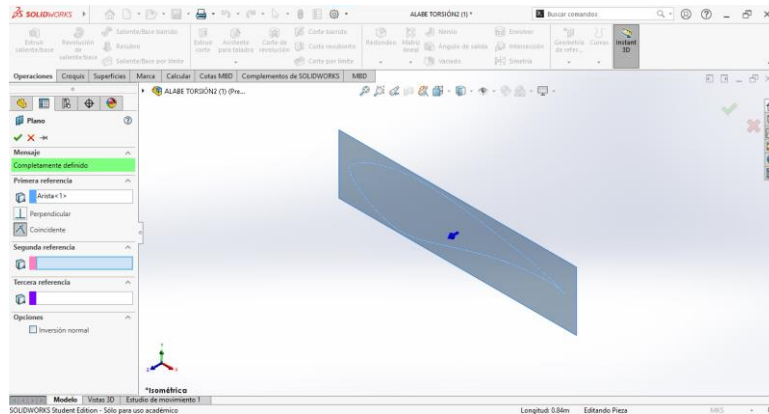 SOLIDWORKS
ALABE TORSIÓN2 (1) *
Buscar comandos
Extruir saliente/base
Revolución de saliente/base
Saliente/Base barrido
Recubrir
Saliente/Base por límite
Extruir corte
Asistente para taladro
Corte de revolución
Corte barrido
Corte recubierto
Corte por límite
Redondeo
Matriz lineal
Nervio
Ángulo de salida
Vaciado
Envolver
Intersección
Simetría
Geometría de refer...
Curvas
Instant 3D
Operaciones
Croquis
Superficies
Marca
Calcular
Cotas MBD
Complementos de SOLIDWORKS
MBD
ALABE TORSIÓN2 (1) (Pre...
Plano
Mensaje
Completamente definido
Primera referencia
Arista<1>
Perpendicular
Coincidente
Segunda referencia
Tercera referencia
Opciones
Inversión normal
*Isométrica
Modelo
Vistas 3D
Estudio de movimiento 1
SOLIDWORKS Student Edition - Sólo para uso académico
Longitud: 0.84m
Editando Pieza
MKS